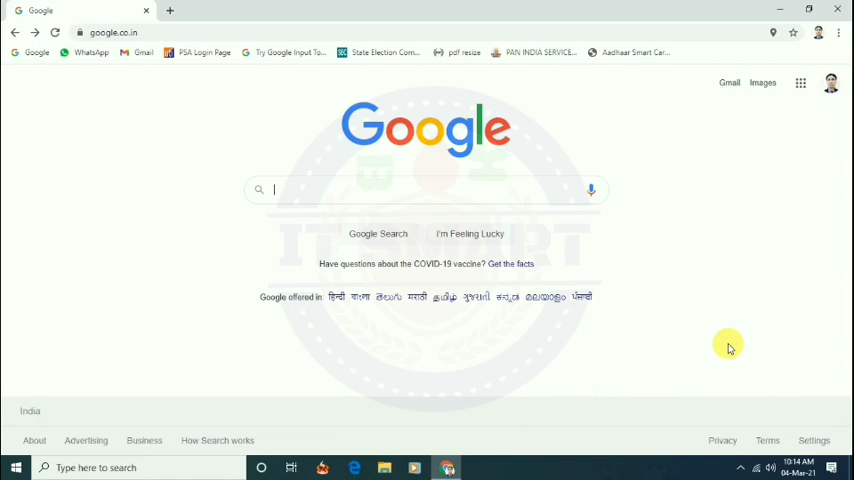 Google
google.co.in
Google WhatsApp Gmail PSA Login Page Try Google Input To... State Election Com... pdf resize PAN INDIA SERVICE... Aadhaar Smart Car...
Gmail Images
Google
IT SMART
Google Search I'm Feeling Lucky
Have questions about the COVID-19 vaccine? Get the facts
Google offered in: हिन्दी বাংলা తెలుగు मराठी தமிழ் ગુજરાતી ಕನ್ನಡ മലയാളം ਪੰਜਾਬੀ
India
About Advertising Business How Search works Privacy Terms Settings
Type here to search
10:14 AM
04-Mar-21